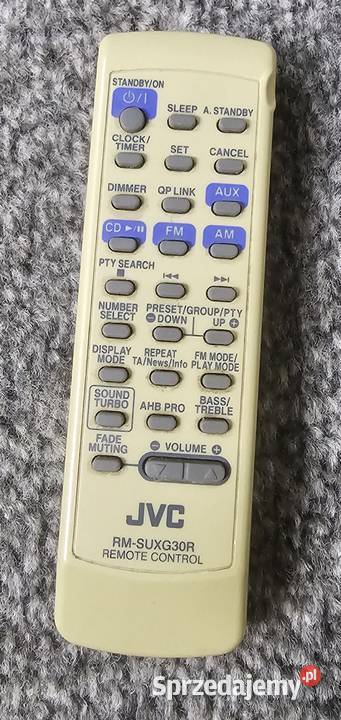 STANDBY/ON
⏻/I
SLEEP A. STANDBY
CLOCK/
TIMER SET CANCEL
DIMMER QP LINK AUX
CD ▶/II FM AM
PTY SEARCH
■ I◀◀ ▶▶I
NUMBER
SELECT
PRESET/GROUP/PTY
⊖ DOWN UP ⊕
DISPLAY
MODE
REPEAT
TA/News/Info
FM MODE/
PLAY MODE
SOUND
TURBO
AHB PRO
BASS/
TREBLE
FADE
MUTING
⊖ VOLUME ⊕
JVC
RM-SUXG30R
REMOTE CONTROL
Sprzedajemy.pl